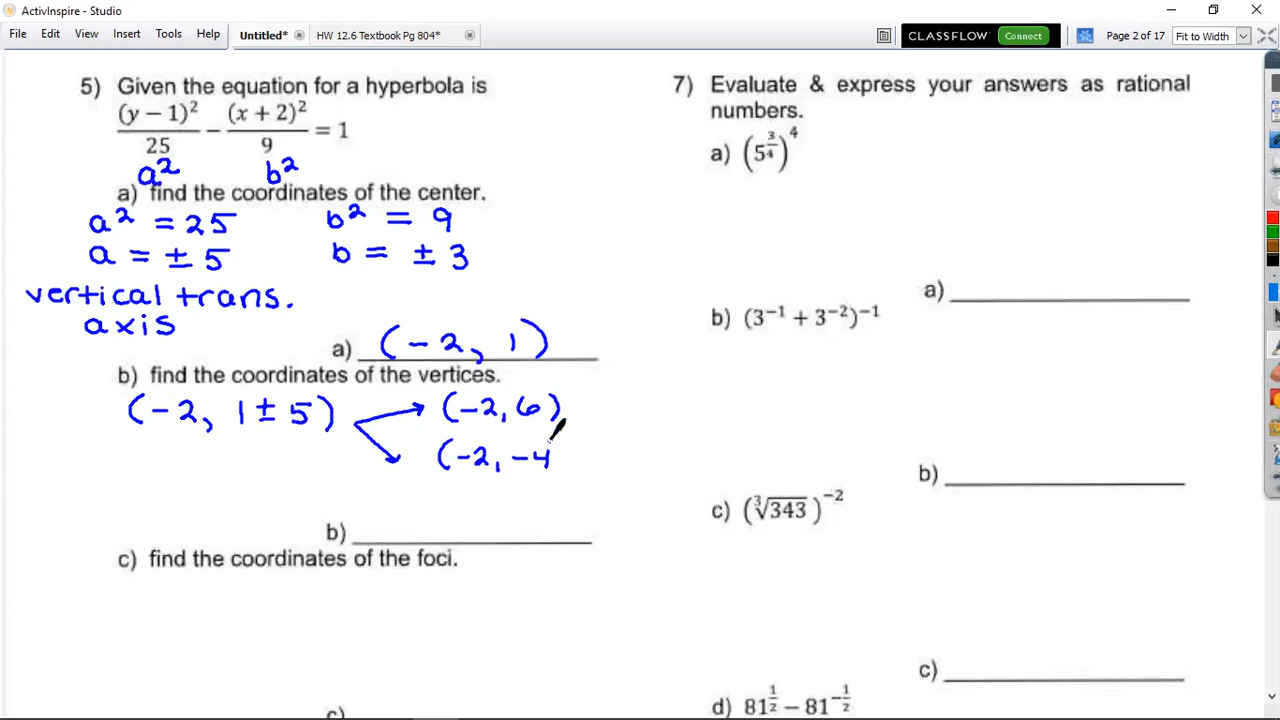 ActivInspire - Studio
File Edit View Insert Tools Help
Untitled* HW 12.6 Textbook Pg 804*
CLASSFLOW Connect
Page 2 of 17 Fit to Width
5) Given the equation for a hyperbola is
(y − 1)²/25 − (x + 2)²/9 = 1
a² b²
a) find the coordinates of the center.
a² = 25 b² = 9
a = ± 5 b = ± 3
vertical trans.
axis
a) (-2, 1)
b) find the coordinates of the vertices.
(-2, 1 ± 5) (-2, 6)
(-2, -4
b)
c) find the coordinates of the foci.
c)
7) Evaluate & express your answers as rational
numbers.
a) (5^(3/4))^4
a)
b) (3⁻¹ + 3⁻²)⁻¹
b)
c) (∛343)⁻²
c)
d) 81^(1/2) − 81^(−1/2)